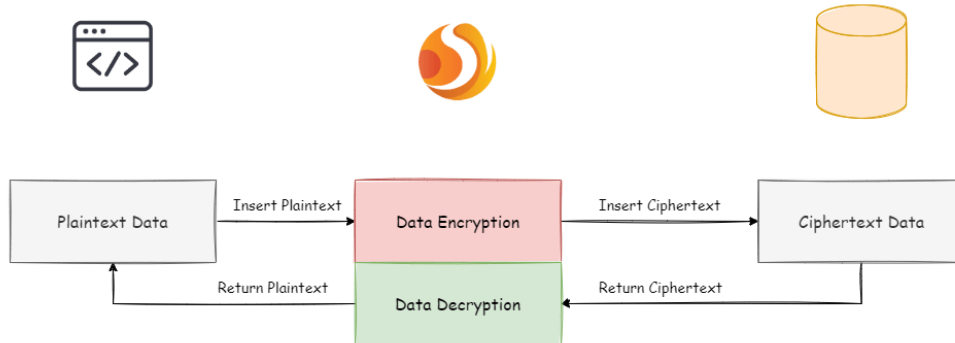 Insert Plaintext
Insert Ciphertext
Plaintext Data
Data Encryption
Ciphertext Data
Return Plaintext
Return Ciphertext
Data Decryption